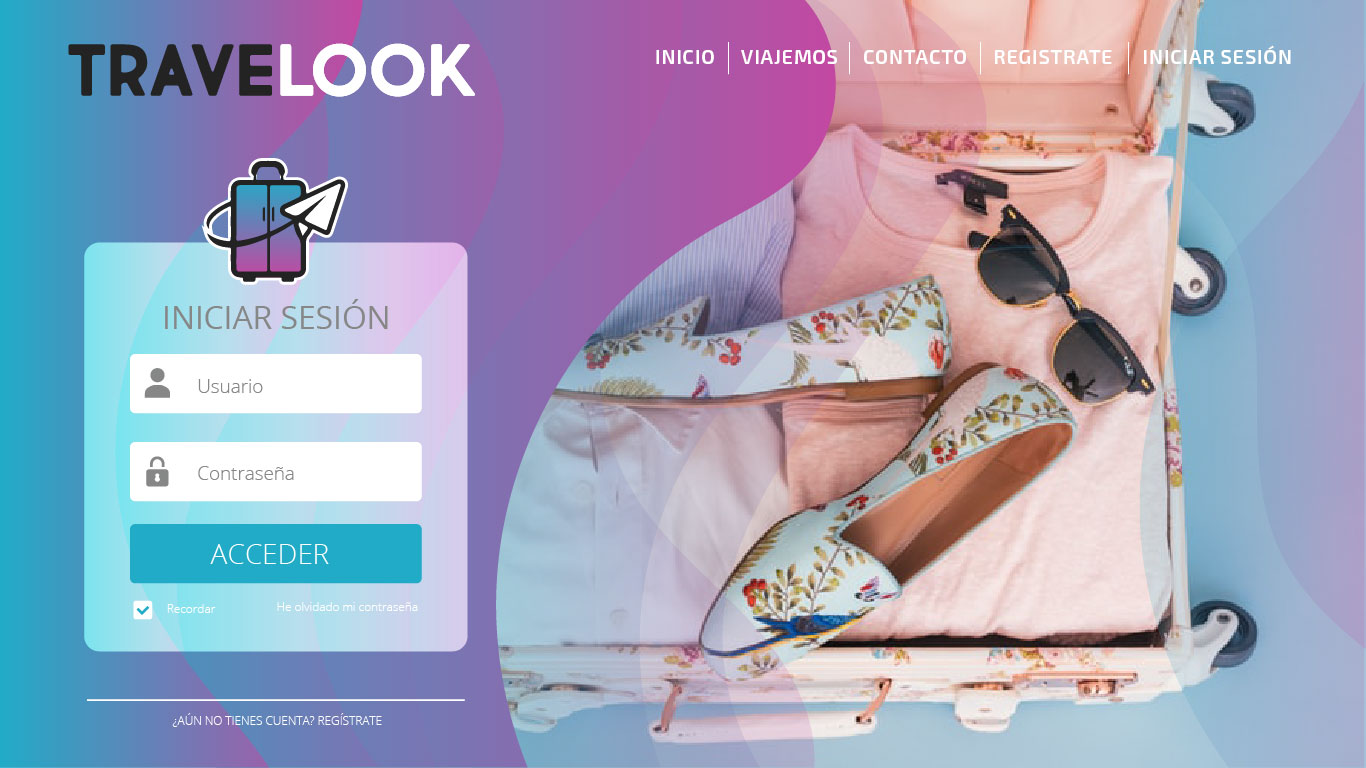 TRAVELOOK
INICIO VIAJEMOS CONTACTO REGISTRATE INICIAR SESIÓN
INICIAR SESIÓN
Usuario
Contraseña
ACCEDER
Recordar He olvidado mi contraseña
¿AÚN NO TIENES CUENTA? REGÍSTRATE